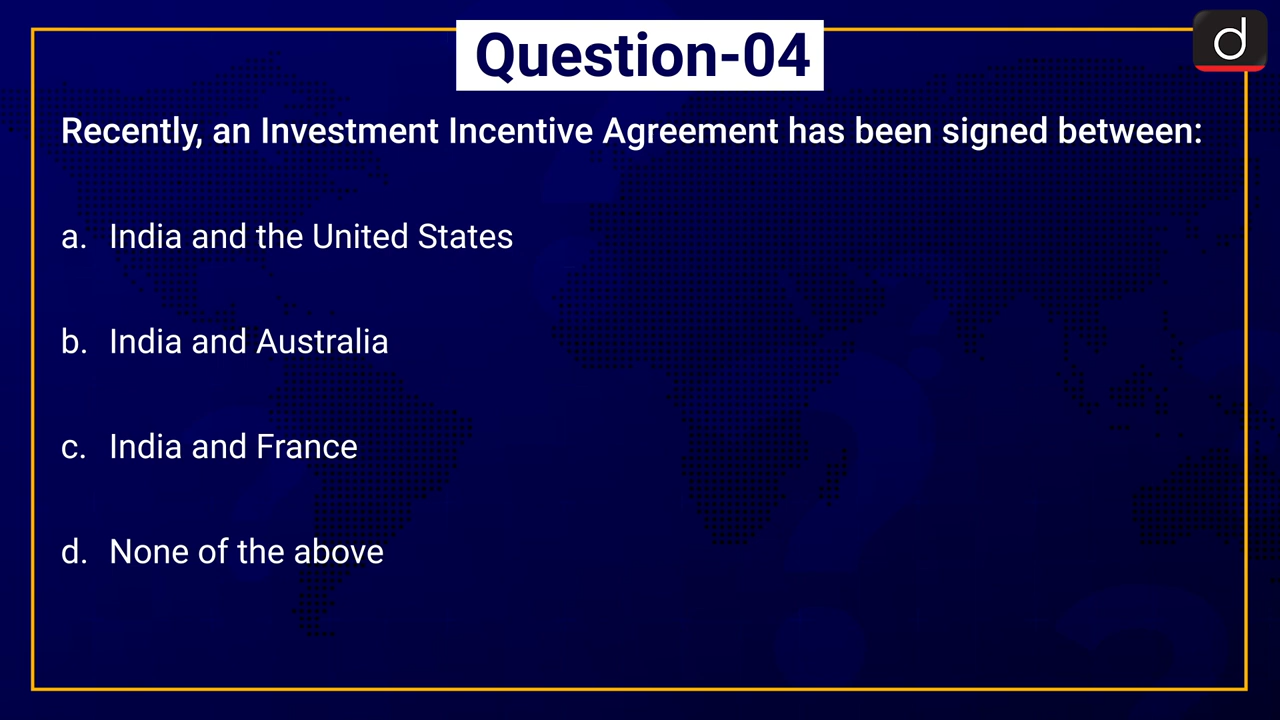 Question-04
d
Recently, an Investment Incentive Agreement has been signed between:
a. India and the United States
b. India and Australia
c. India and France
d. None of the above